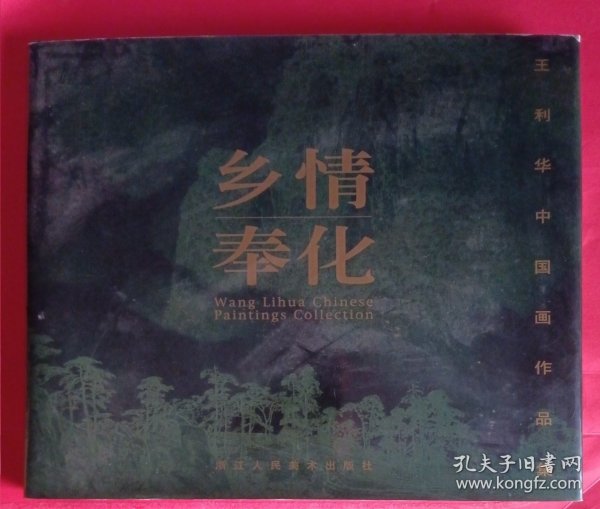 乡情
奉化
Wang Lihua Chinese
Paintings Collection
王利华中国画作品
浙江人民美术出版社
孔夫子旧书网
www.kongfz.com